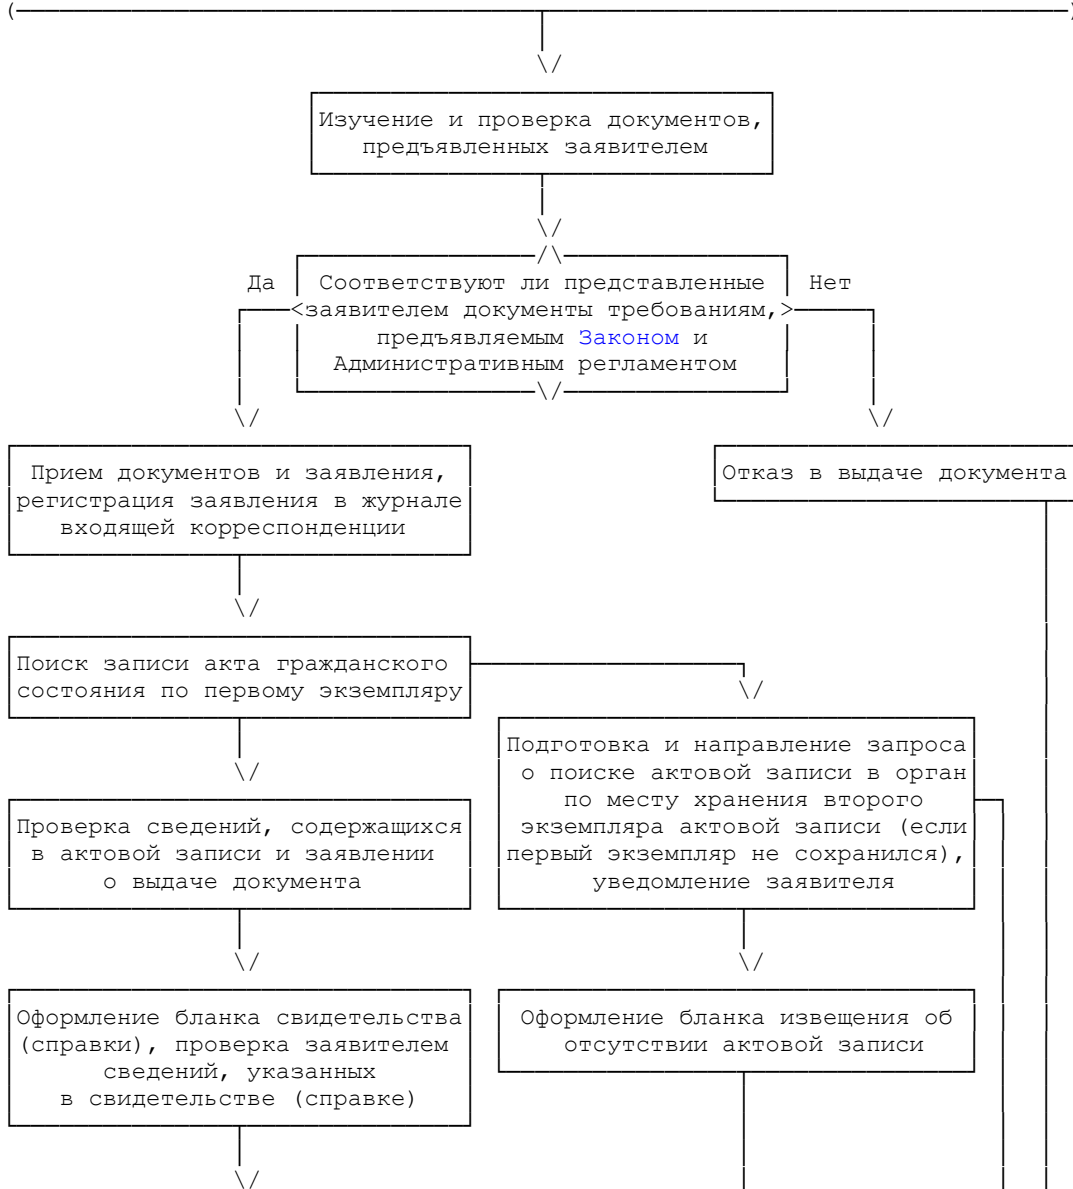 Изучение и проверка документов,
предъявленных заявителем
Да
Соответствуют ли представленные
Нет
заявителем документы требованиям,
предъявляемым Законом и
Административным регламентом
Прием документов и заявления,
регистрация заявления в журнале
входящей корреспонденции
Отказ в выдаче документа
Поиск записи акта гражданского
состояния по первому экземпляру
Подготовка и направление запроса
о поиске актовой записи в орган
по месту хранения второго
экземпляра актовой записи (если
первый экземпляр не сохранился),
уведомление заявителя
Проверка сведений, содержащихся
в актовой записи и заявлении
о выдаче документа
Оформление бланка свидетельства
(справки), проверка заявителем
сведений, указанных
в свидетельстве (справке)
Оформление бланка извещения об
отсутствии актовой записи